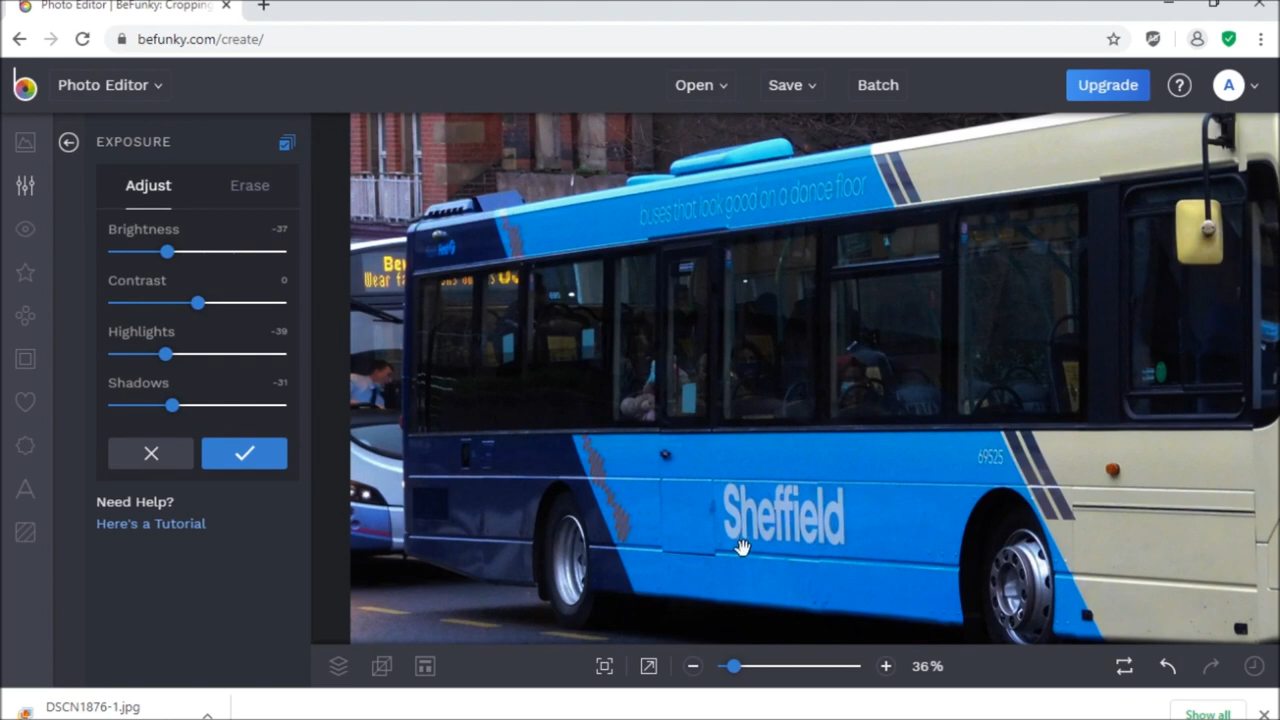 Photo Editor | BeFunky: Cropping
befunky.com/create/
Photo Editor
Open
Save
Batch
Upgrade
?
A
EXPOSURE
Adjust
Erase
Brightness
-37
Contrast
0
Highlights
-39
Shadows
-31
Need Help?
Here's a Tutorial
buses that look good on a dance floor
69525
Sheffield
36%
DSCN1876-1.jpg
Show all